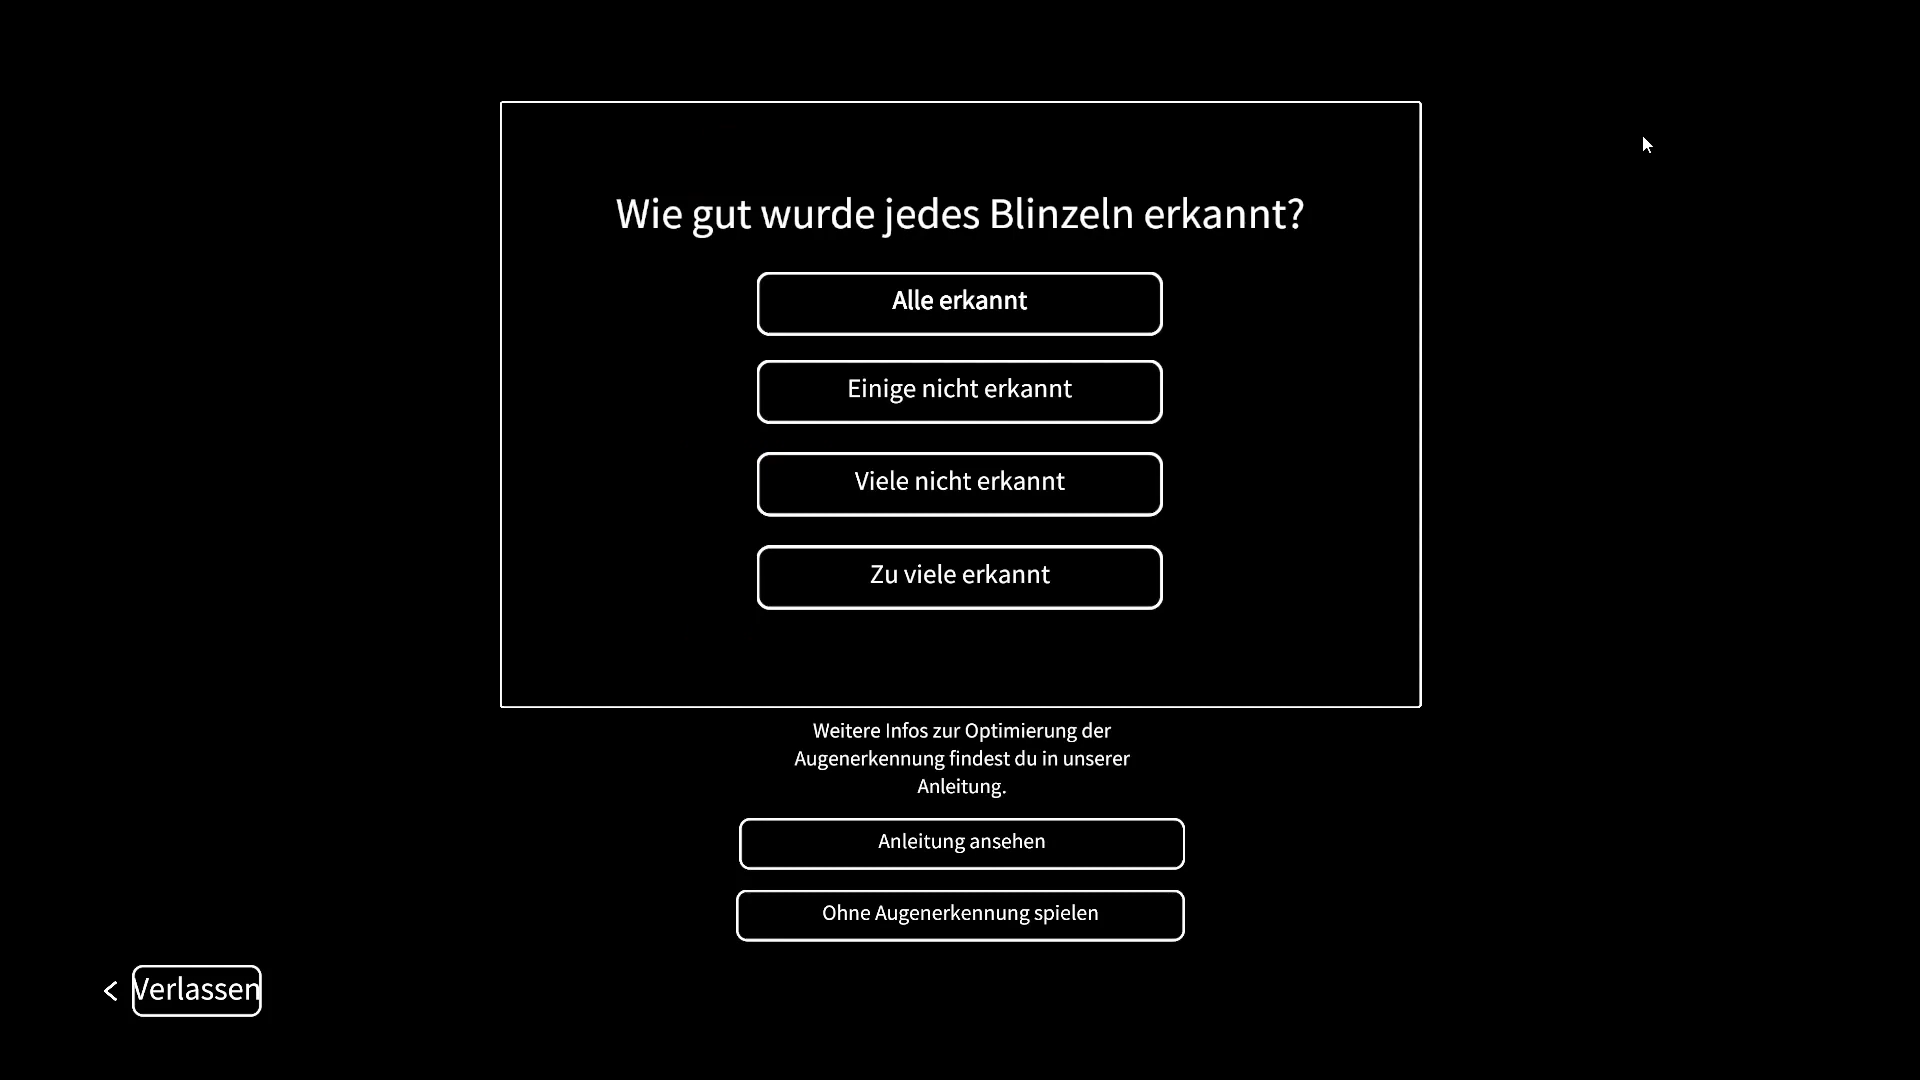 Wie gut wurde jedes Blinzeln erkannt?
Alle erkannt
Einige nicht erkannt
Viele nicht erkannt
Zu viele erkannt
Weitere Infos zur Optimierung der
Augenerkennung findest du in unserer
Anleitung.
Anleitung ansehen
Ohne Augenerkennung spielen
< Verlassen